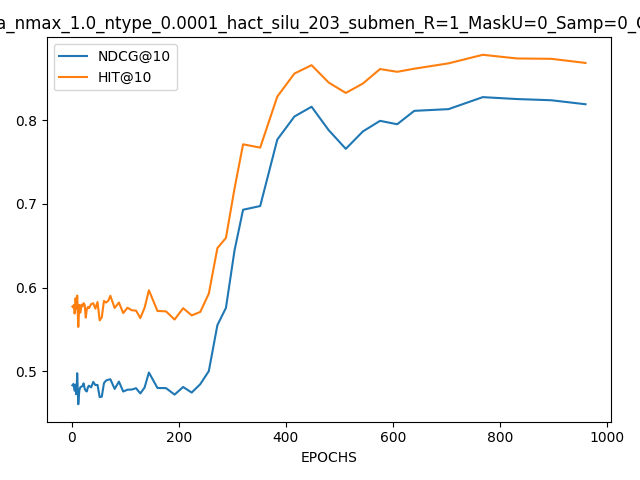 a_nmax_1.0_ntype_0.0001_hact_silu_203_submen_R=1_MaskU=0_Samp=0_
NDCG@10
HIT@10
0.8
0.7
0.6
0.5
0 200 400 600 800 1000
EPOCHS